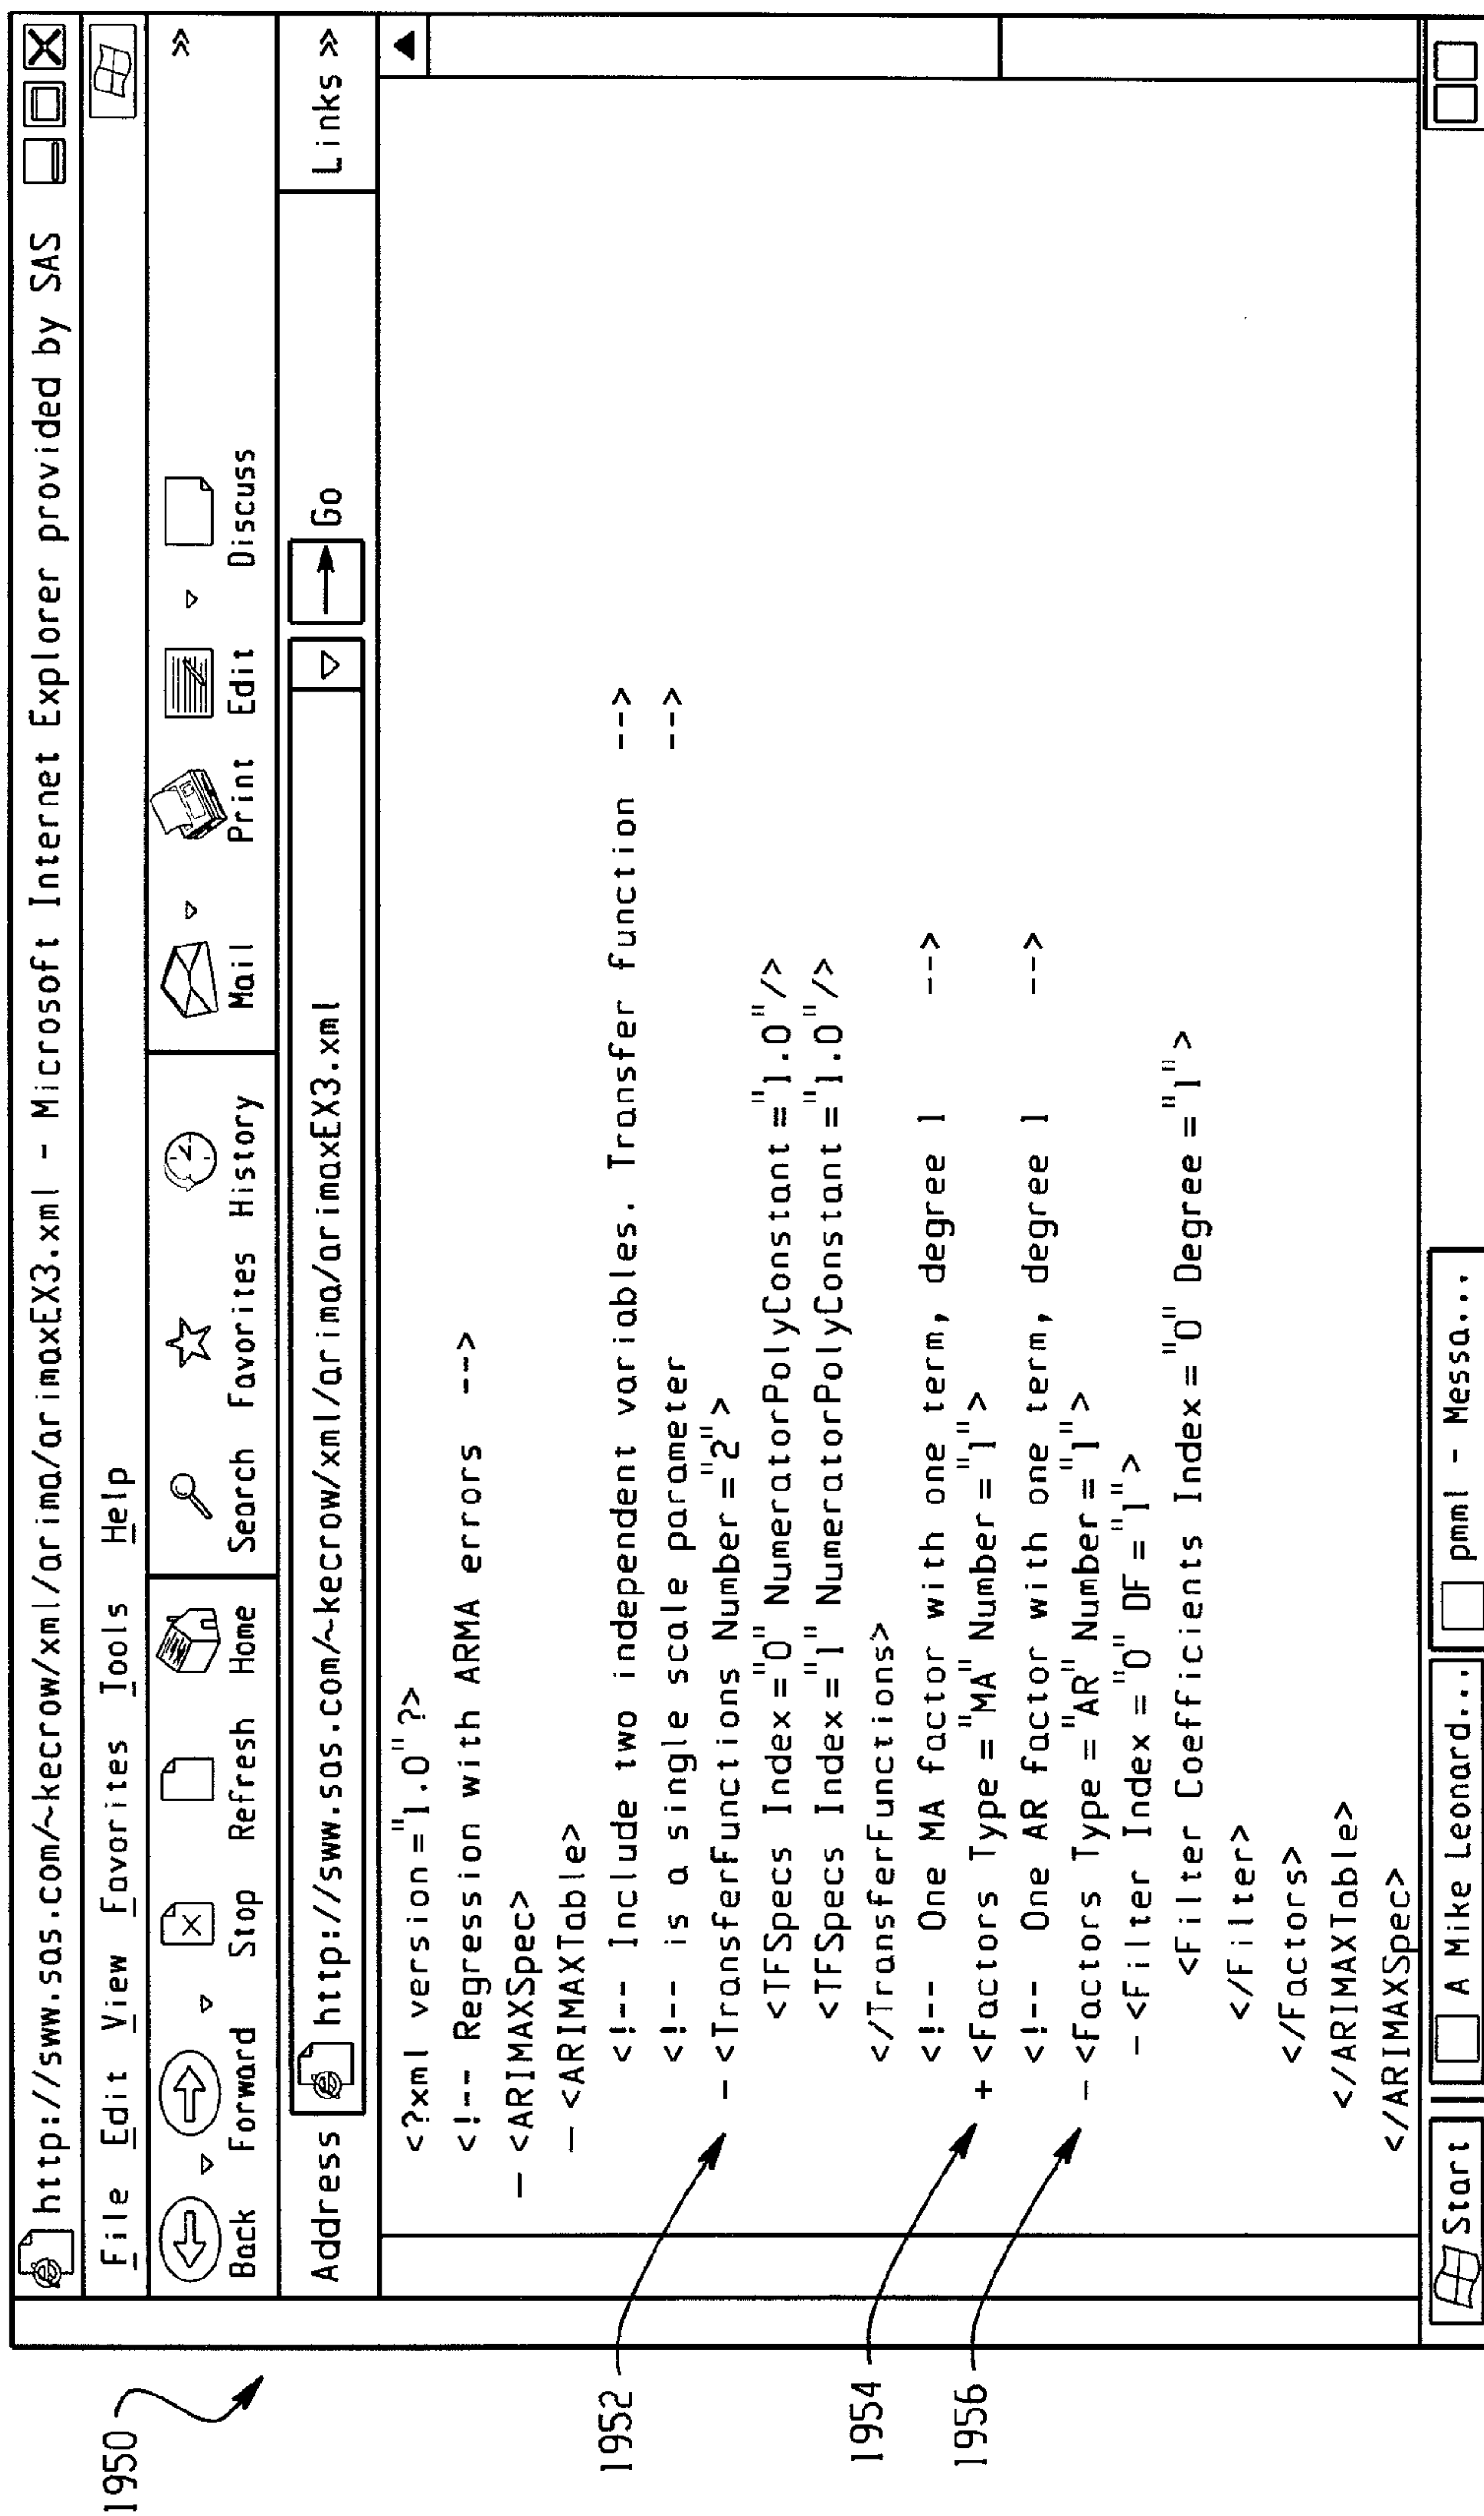 1950
http://sww.sas.com/~kecrow/xml/arima/arimaxEX3.xml - Microsoft Internet Explorer provided by SAS
File Edit View Favorites Tools Help
Back Forward Stop Refresh Home Search Favorites History Mail Print Edit Discuss »
Address http://sww.sas.com/~kecrow/xml/arima/arimaxEX3.xml Go Links »
<?xml version="1.0"?>
<!-- Regression with ARMA errors -->
- <ARIMAXSpec>
- <ARIMAXTable>
1952
<!-- Include two independent variables. Transfer function -->
<!-- is a single scale parameter -->
- <TransferFunctions Number="2">
<TFSpecs Index="0" NumeratorPolyConstant="1.0"/>
<TFSpecs Index="1" NumeratorPolyConstant="1.0"/>
</TransferFunctions>
1954
<!-- One MA factor with one term, degree 1 -->
+ <Factors Type="MA" Number="1">
1956
<!-- One AR factor with one term, degree 1 -->
- <Factors Type="AR" Number="1">
- <Filter Index="0" DF="1">
<Filter Coefficients Index="0" Degree="1">
</Filter>
</Factors>
</ARIMAXTable>
</ARIMAXSpec>
Start A Mike Leonard... pmml - Messa...